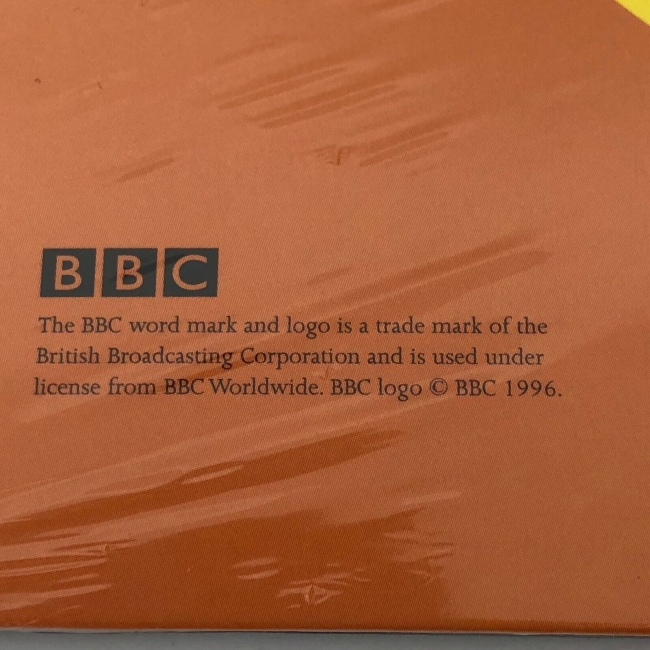 BBC
The BBC word mark and logo is a trade mark of the
British Broadcasting Corporation and is used under
license from BBC Worldwide. BBC logo © BBC 1996.